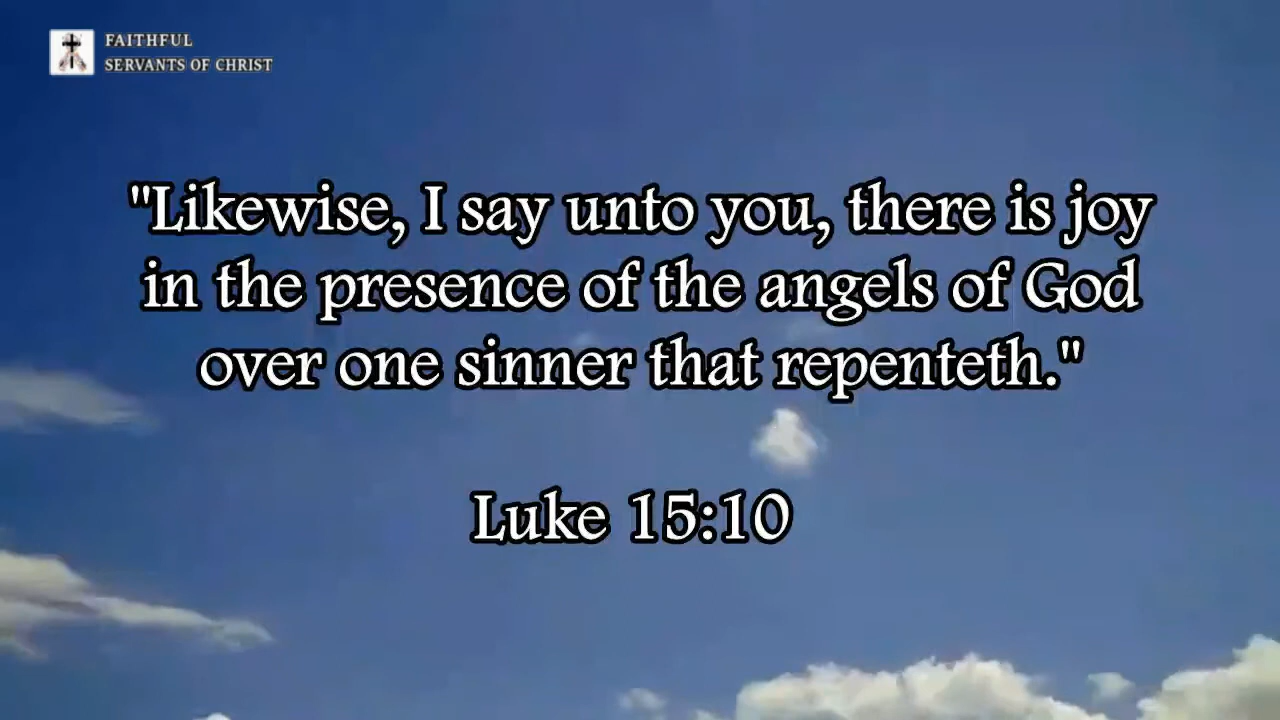 FAITHFUL
SERVANTS OF CHRIST
"Likewise, I say unto you, there is joy
in the presence of the angels of God
over one sinner that repenteth."
Luke 15:10